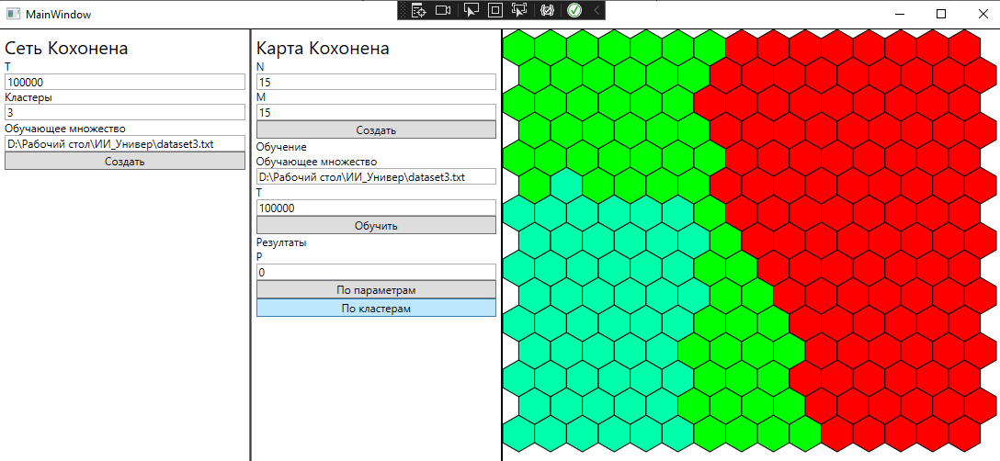 MainWindow
Сеть Кохонена
T
100000
Кластеры
3
Обучающее множество
D:\Рабочий стол\ИИ_Универ\dataset3.txt
Создать
Карта Кохонена
N
15
M
15
Создать
Обучение
Обучающее множество
D:\Рабочий стол\ИИ_Универ\dataset3.txt
T
100000
Обучить
Резултаты
P
0
По параметрам
По кластерам